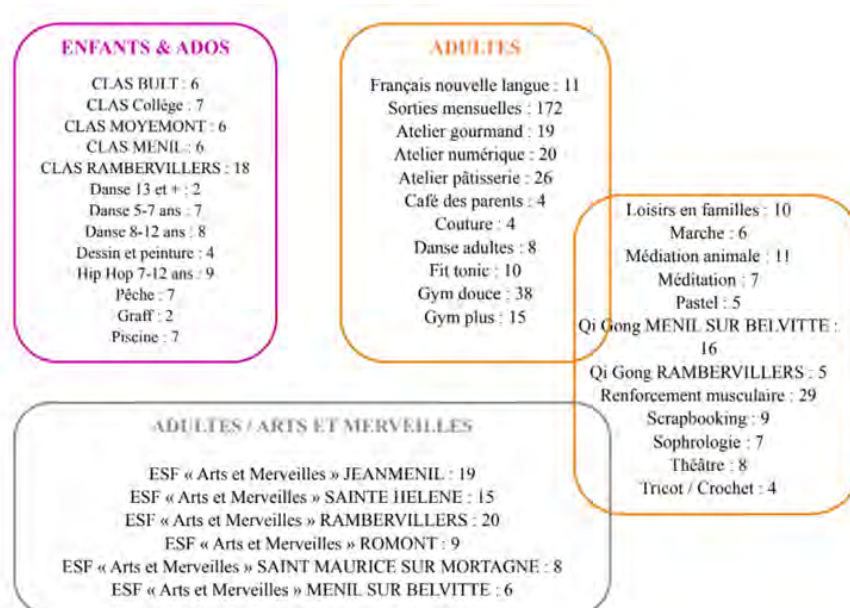 ENFANTS & ADOS
CLAS BULT : 6
CLAS Collége : 7
CLAS MOYEMONT : 6
CLAS MENIL : 6
CLAS RAMBERVILLERS : 18
Danse 13 et + : 2
Danse 5-7 ans : 7
Danse 8-12 ans : 8
Dessin et peinture : 4
Hip Hop 7-12 ans : 9
Pêche : 7
Graff : 2
Piscine : 7
ADULTES
Français nouvelle langue : 11
Sorties mensuelles : 172
Atelier gourmand : 19
Atelier numérique : 20
Atelier pâtisserie : 26
Café des parents : 4
Couture : 4
Danse adultes : 8
Fit tonic : 10
Gym douce : 38
Gym plus : 15
Loisirs en familles : 10
Marche : 6
Médiation animale : 11
Méditation : 7
Pastel : 5
Qi Gong MENIL SUR BELVITTE :
16
Qi Gong RAMBERVILLERS : 5
Renforcement musculaire : 29
Scrapbooking : 9
Sophrologie : 7
Théâtre : 8
Tricot / Crochet : 4
ADULTES / ARTS ET MERVEILLES
ESF « Arts et Merveilles » JEANMENIL : 19
ESF « Arts et Merveilles » SAINTE HELENE : 15
ESF « Arts et Merveilles » RAMBERVILLERS : 20
ESF « Arts et Merveilles » ROMONT : 9
ESF « Arts et Merveilles » SAINT MAURICE SUR MORTAGNE : 8
ESF « Arts et Merveilles » MENIL SUR BELVITTE : 6